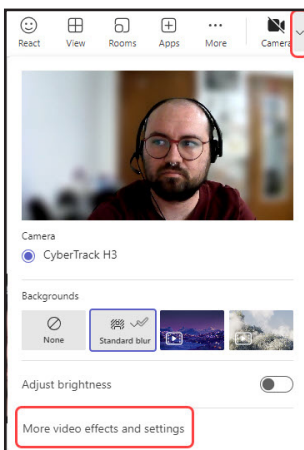 React View Rooms Apps More Camera
Camera
CyberTrack H3
Backgrounds
None Standard blur
Adjust brightness
More video effects and settings